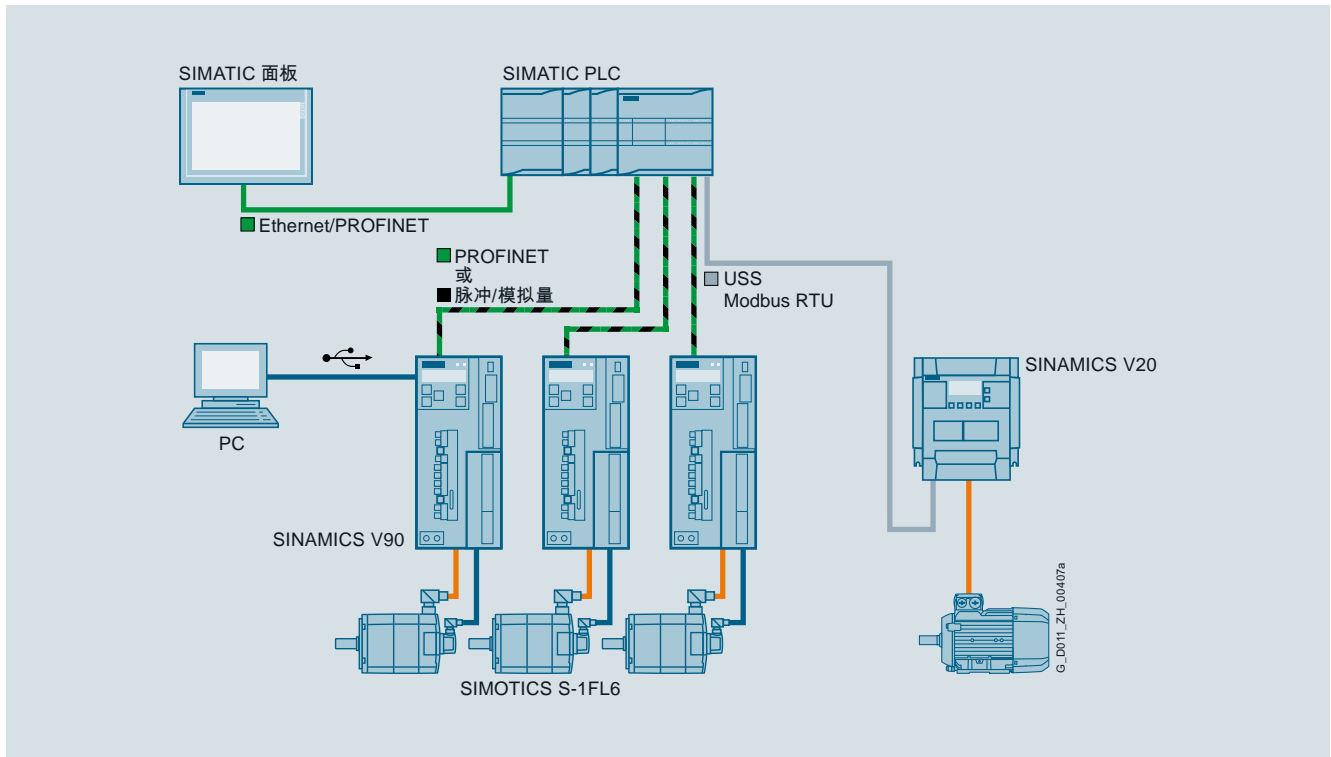 SIMATIC 面板
SIMATIC PLC
Ethernet/PROFINET
PROFINET
或
脉冲/模拟量
USS
Modbus RTU
SINAMICS V20
PC
SINAMICS V90
SIMOTICS S-1FL6
G_D011_ZH_00407a